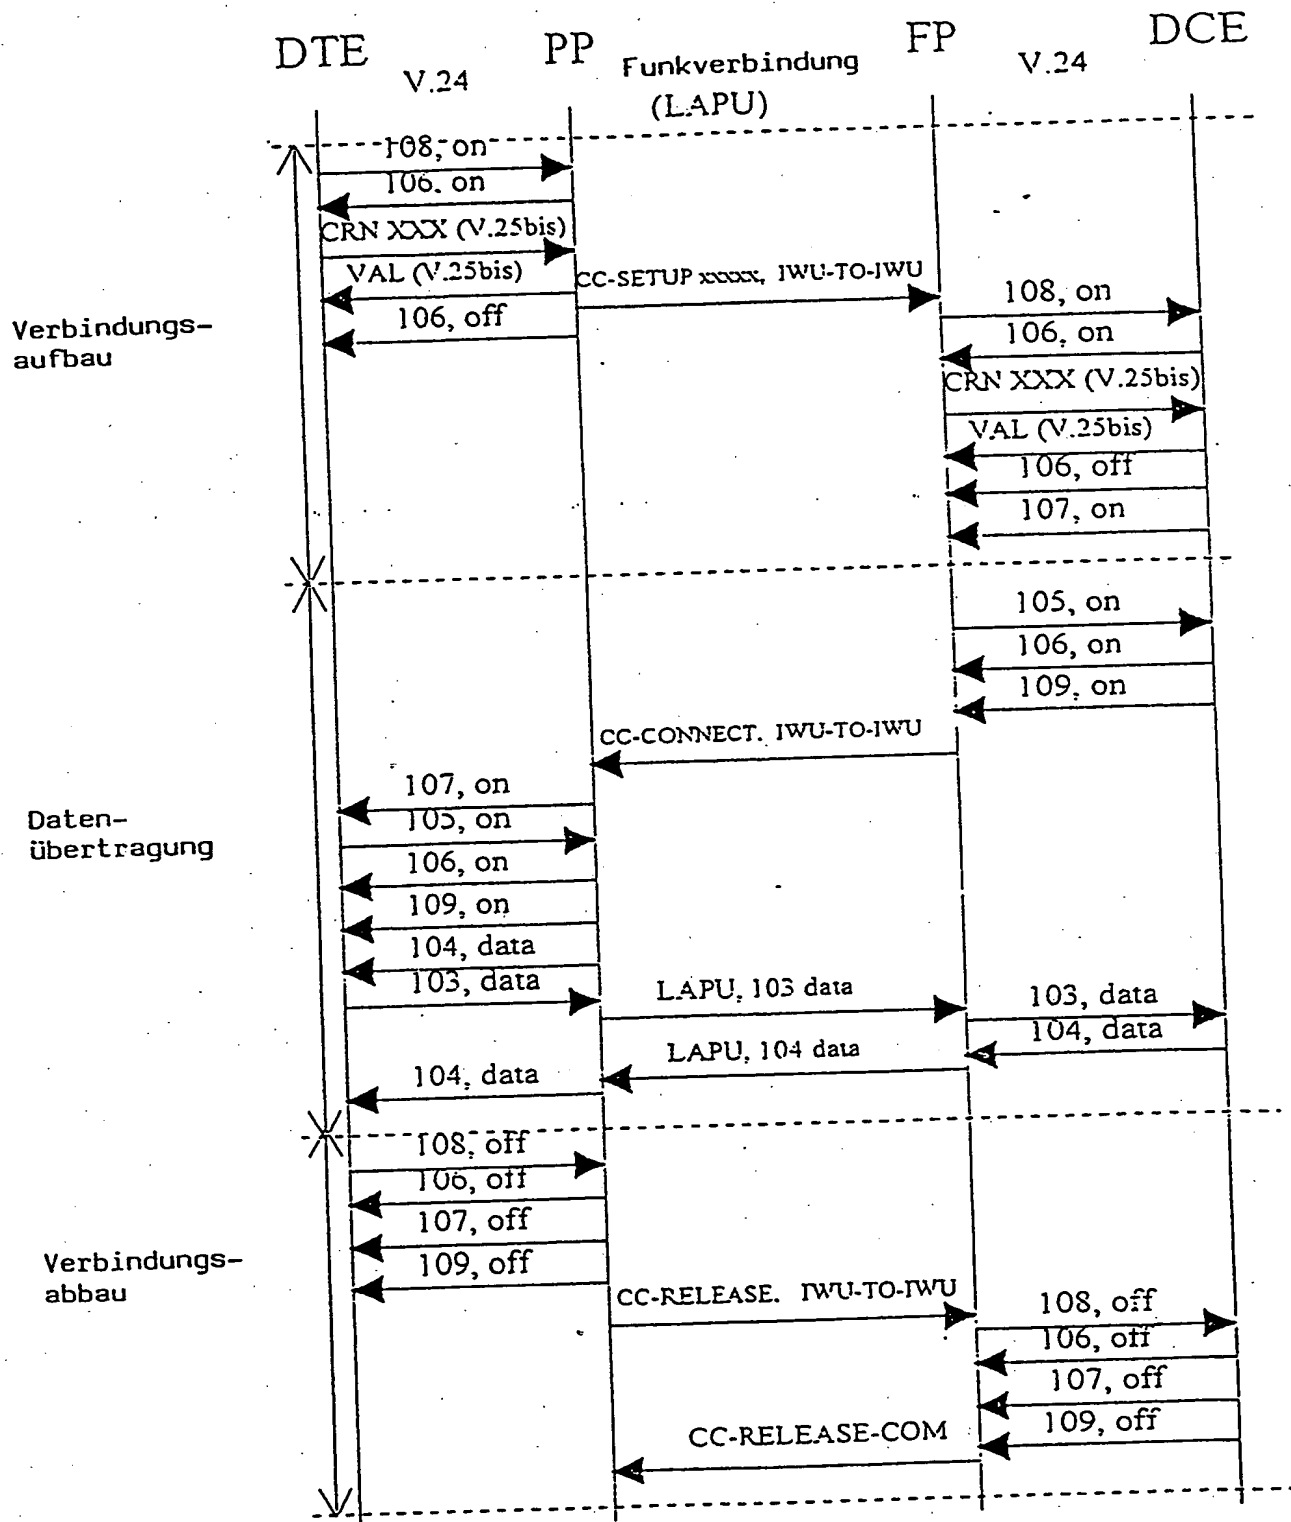 DTE
PP
FP
DCE
V.24
Funkverbindung
(LAPU)
V.24
108, on
106, on
CRN XXX (V.25bis)
VAL (V.25bis)
CC-SETUP xxxxx, IWU-TO-IWU
106, off
108, on
106, on
Verbindungs-
aufbau
CRN XXX (V.25bis)
VAL (V.25bis)
106, off
107, on
105, on
106, on
109, on
CC-CONNECT. IWU-TO-IWU
107, on
105, on
Daten-
übertragung
106, on
109, on
104, data
103, data
LAPU, 103 data
103, data
104, data
LAPU, 104 data
104, data
108, off
106, off
107, off
109, off
Verbindungs-
abbau
CC-RELEASE. IWU-TO-IWU
108, off
106, off
107, off
109, off
CC-RELEASE-COM